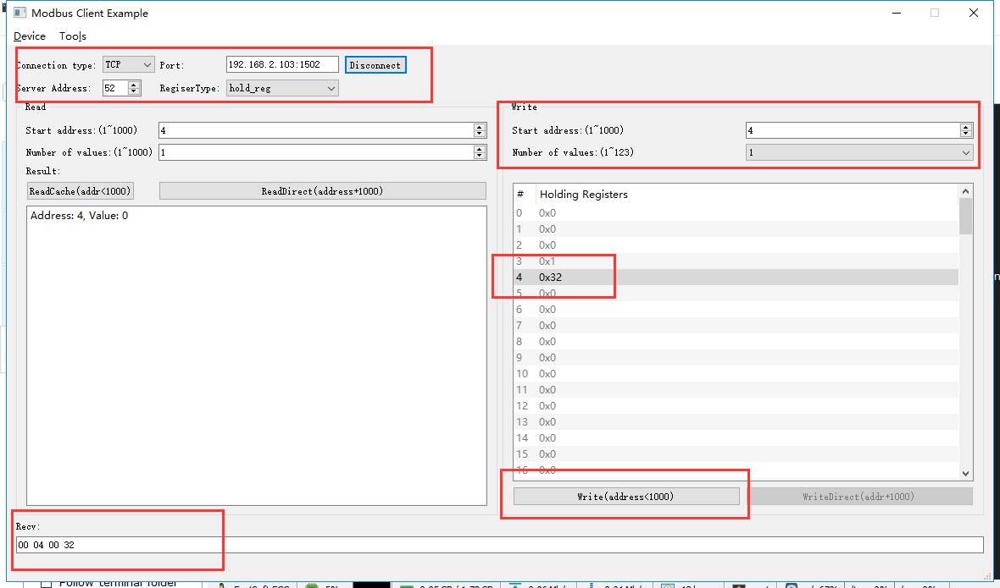 Modbus Client Example
Device Tools
Connection type: TCP Port: 192.168.2.103:1502 Disconnect
Server Address: 52 RegiserType: hold_reg
Read
Start address:(1~1000) 4
Number of values:(1~1000) 1
Result:
ReadCache(addr<1000) ReadDirect(address+1000)
Address: 4, Value: 0
Write
Start address:(1~1000) 4
Number of values:(1~123) 1
# Holding Registers
0 0x0
1 0x0
2 0x0
3 0x1
4 0x32
5 0x0
6 0x0
7 0x0
8 0x0
9 0x0
10 0x0
11 0x0
12 0x0
13 0x0
14 0x0
15 0x0
16 0x0
Write(address<1000) WriteDirect(addr+1000)
Recv:
00 04 00 32
Follow terminal folder